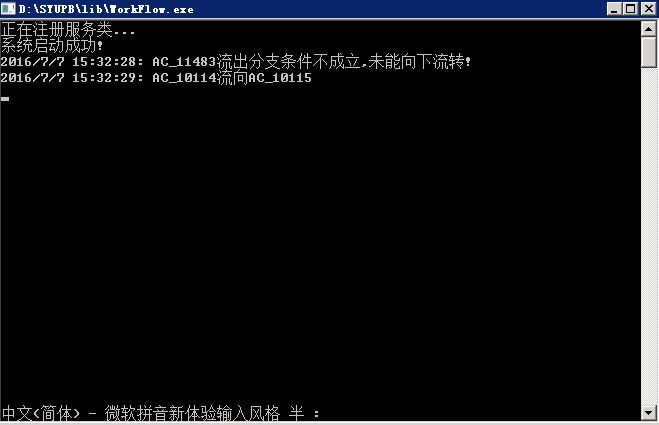 D:\SYUPB\lib\WorkFlow.exe
正在注册服务类...
系统启动成功!
2016/7/7 15:32:28: AC_11483流出分支条件不成立,未能向下流转!
2016/7/7 15:32:29: AC_10114流向AC_10115
中文(简体) - 微软拼音新体验输入风格 半 :